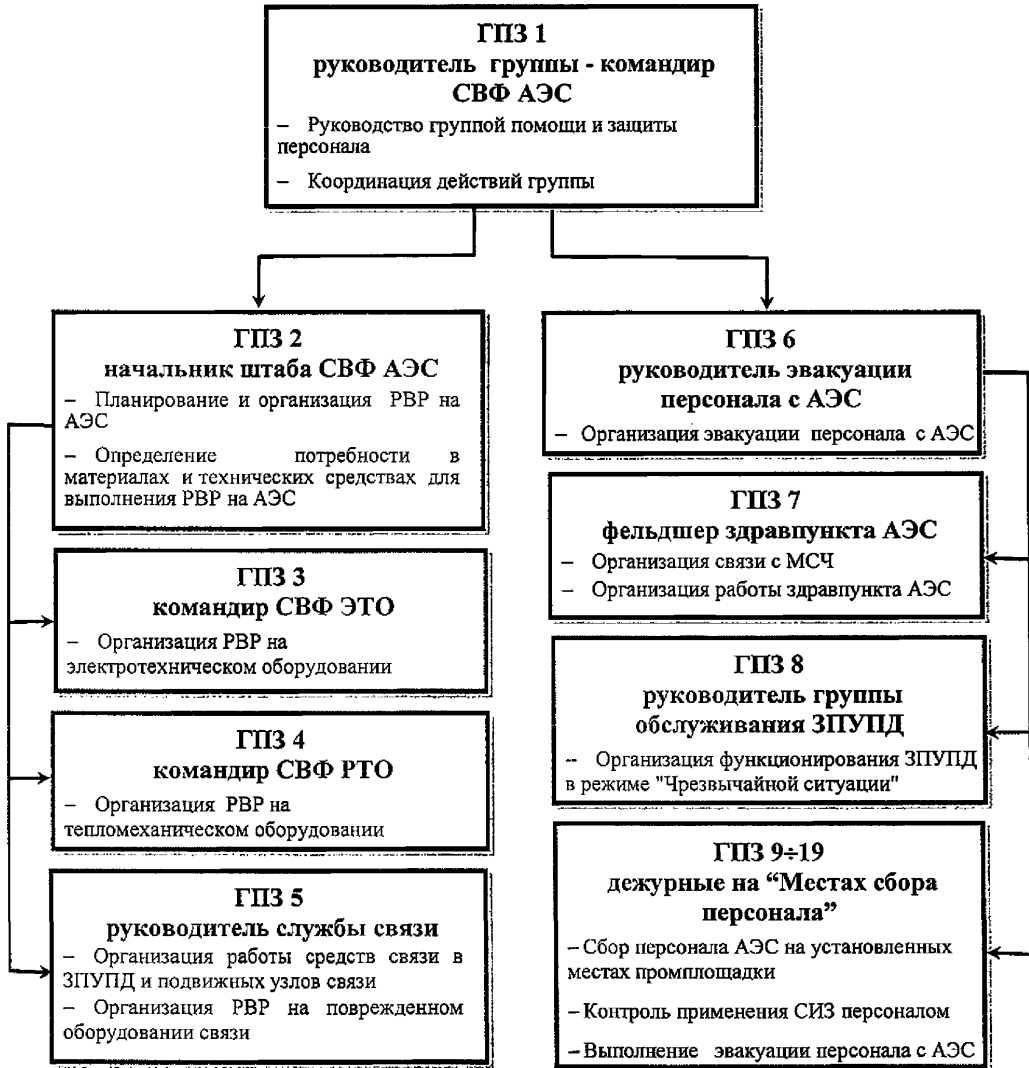 ГПЗ 1
руководитель группы - командир
СВФ АЭС
– Руководство группой помощи и защиты
персонала
– Координация действий группы
ГПЗ 2
начальник штаба СВФ АЭС
– Планирование и организация РВР на
АЭС
– Определение потребности в
материалах и технических средствах для
выполнения РВР на АЭС
ГПЗ 3
командир СВФ ЭТО
– Организация РВР на
электротехническом оборудовании
ГПЗ 4
командир СВФ РТО
– Организация РВР на
тепломеханическом оборудовании
ГПЗ 5
руководитель службы связи
– Организация работы средств связи в
ЗПУПД и подвижных узлов связи
– Организация РВР на поврежденном
оборудовании связи
ГПЗ 6
руководитель эвакуации
персонала с АЭС
– Организация эвакуации персонала с АЭС
ГПЗ 7
фельдшер здравпункта АЭС
– Организация связи с МСЧ
– Организация работы здравпункта АЭС
ГПЗ 8
руководитель группы
обслуживания ЗПУПД
– Организация функционирования ЗПУПД
в режиме "Чрезвычайной ситуации"
ГПЗ 9÷19
дежурные на “Местах сбора
персонала”
– Сбор персонала АЭС на установленных
местах промплощадки
– Контроль применения СИЗ персоналом
– Выполнение эвакуации персонала с АЭС